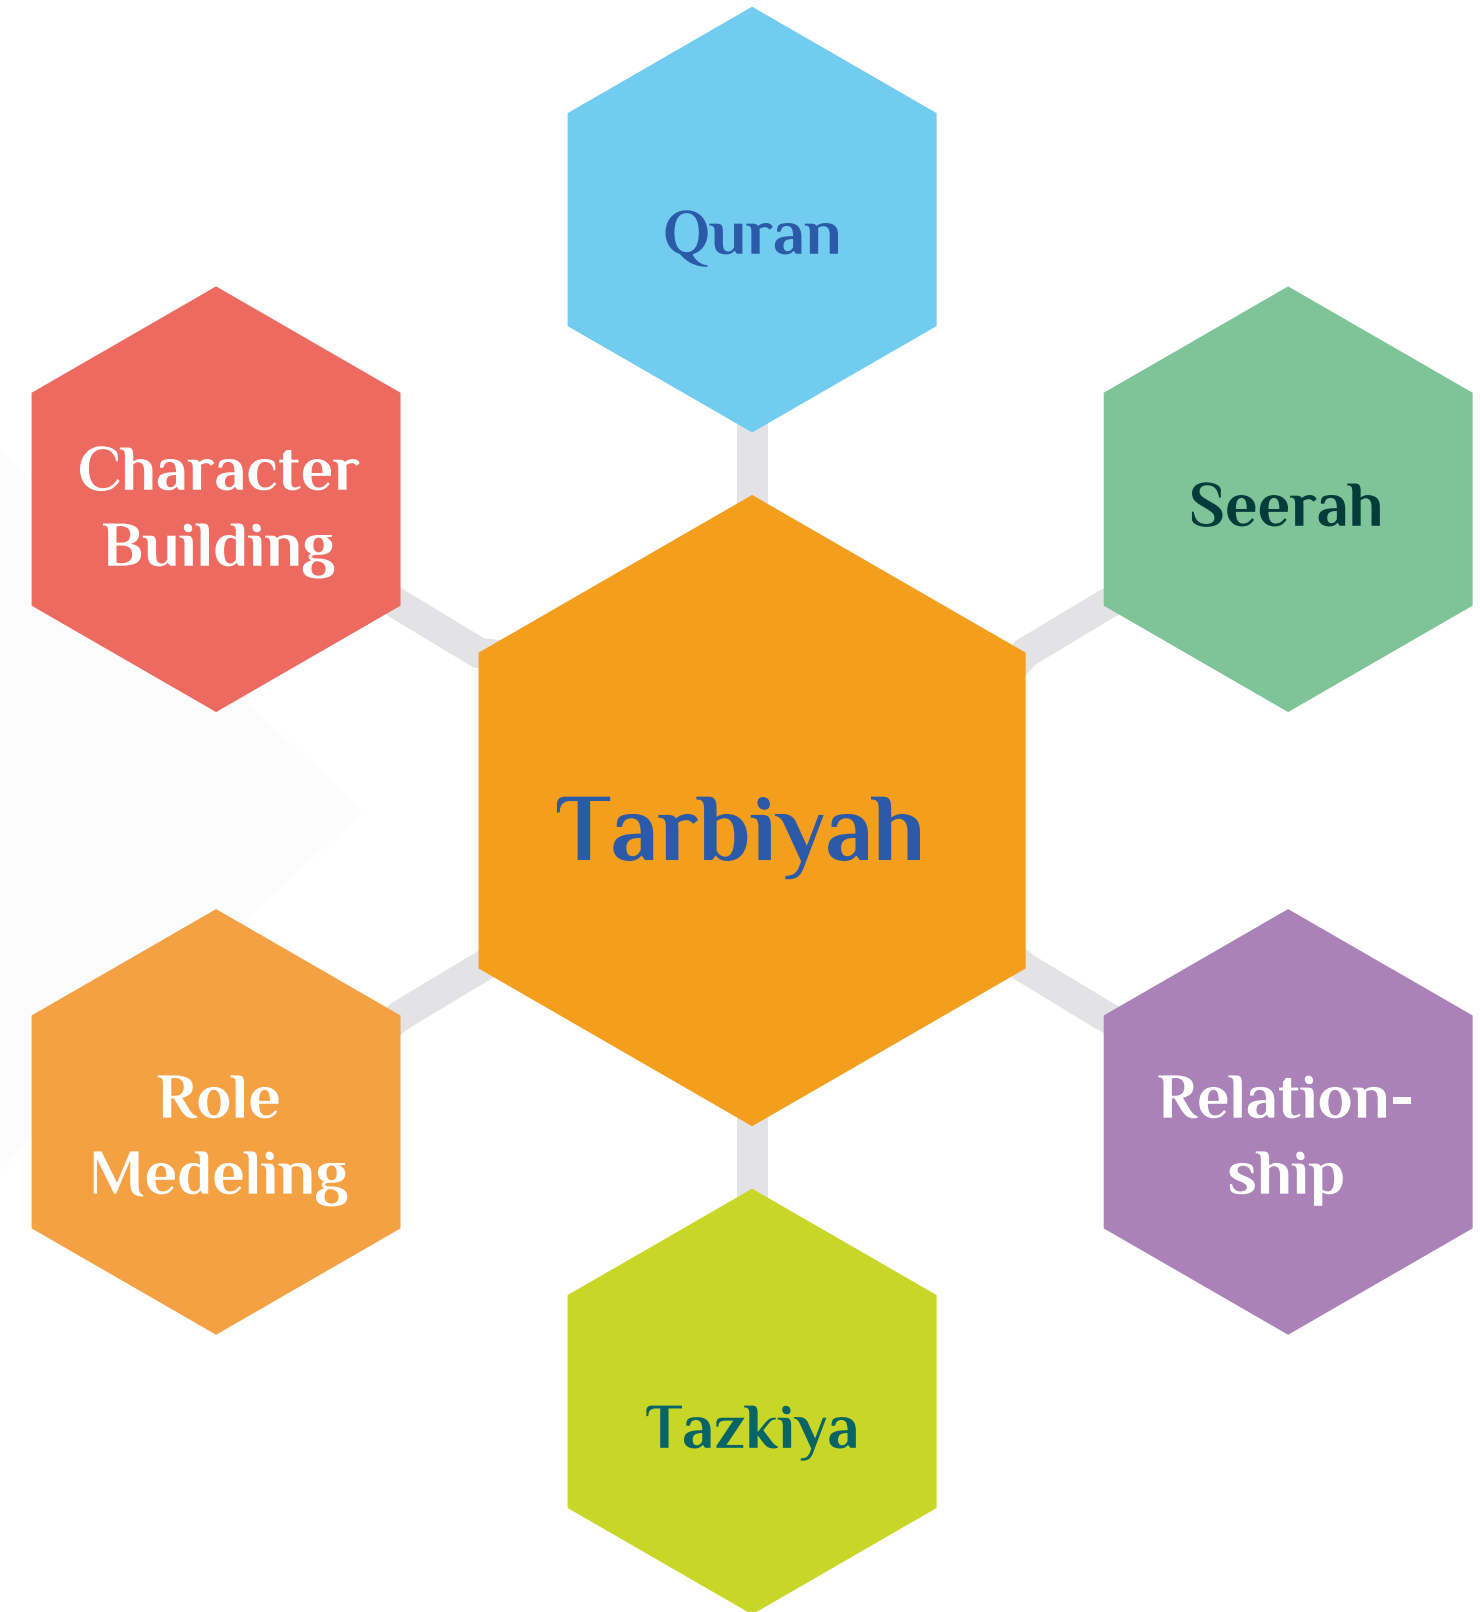 Quran
Character
Building
Seerah
Tarbiyah
Role
Medeling
Relation-
ship
Tazkiya